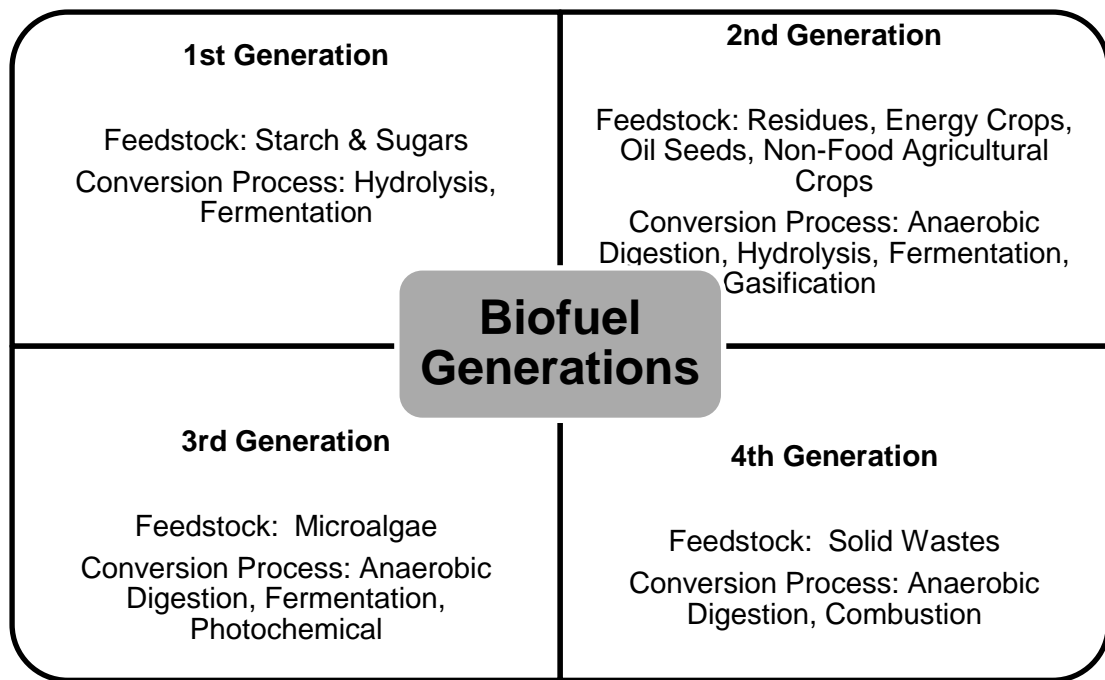 1st Generation
Feedstock: Starch & Sugars
Conversion Process: Hydrolysis,
Fermentation
2nd Generation
Feedstock: Residues, Energy Crops,
Oil Seeds, Non-Food Agricultural
Crops
Conversion Process: Anaerobic
Digestion, Hydrolysis, Fermentation,
Gasification
Biofuel
Generations
3rd Generation
Feedstock:  Microalgae
Conversion Process: Anaerobic
Digestion, Fermentation,
Photochemical
4th Generation
Feedstock:  Solid Wastes
Conversion Process: Anaerobic
Digestion, Combustion